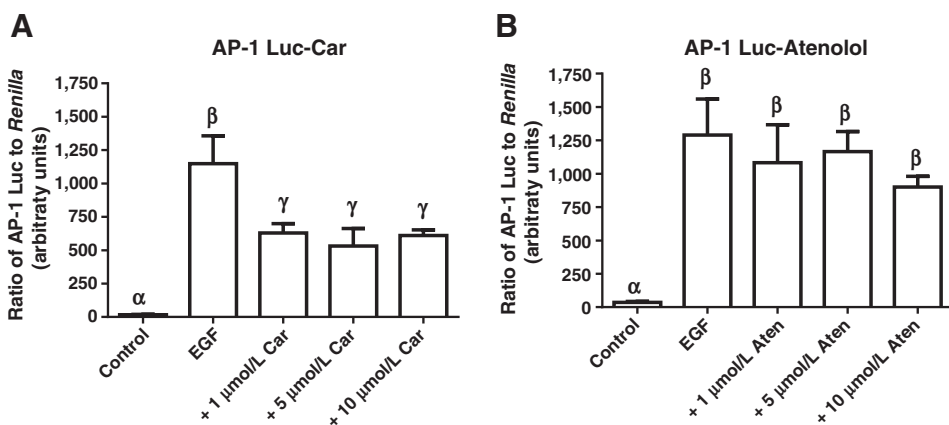 A
AP-1 Luc-Car
Ratio of AP-1 Luc to Renilla
(arbitraty units)
1,750
1,500
1,250
1,000
750
500
250
0
α
β
γ
γ
γ
Control
EGF
+ 1 μmol/L Car
+ 5 μmol/L Car
+ 10 μmol/L Car
B
AP-1 Luc-Atenolol
Ratio of AP-1 Luc to Renilla
(arbitraty units)
1,750
1,500
1,250
1,000
750
500
250
0
α
β
β
β
β
Control
EGF
+ 1 μmol/L Aten
+ 5 μmol/L Aten
+ 10 μmol/L Aten